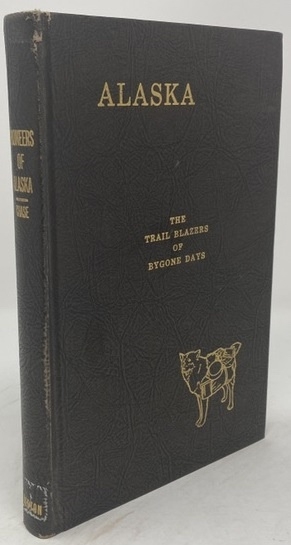 ALASKA
THE
TRAIL BLAZERS
OF
BYGONE DAYS
PIONEERS
OF
ALASKA
CHASE